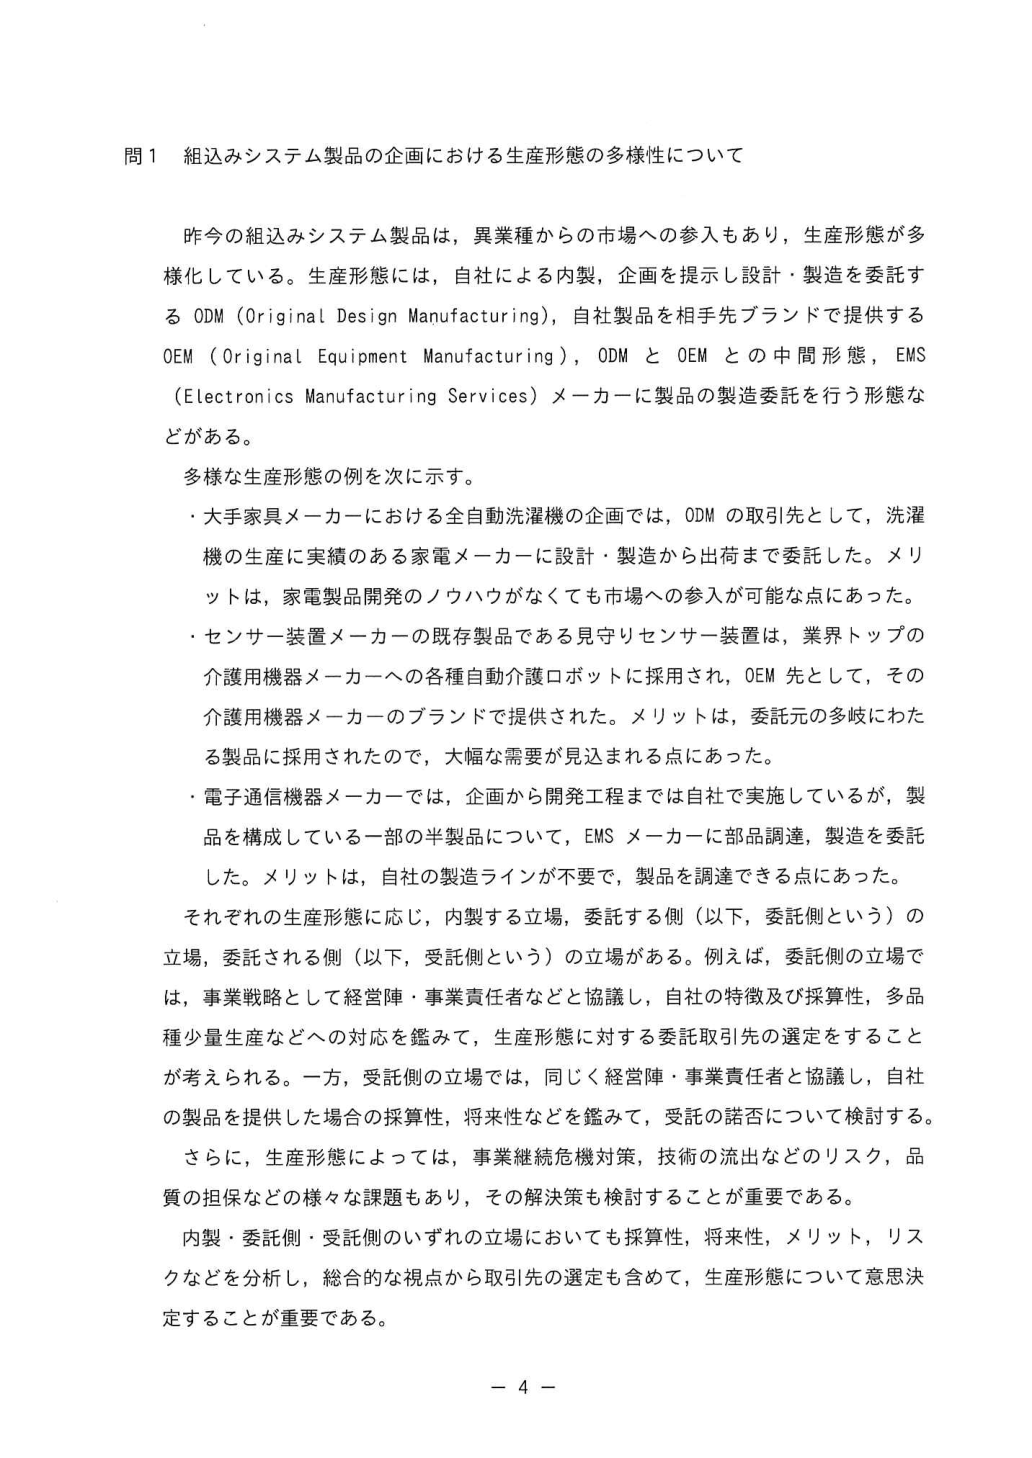 問1　組込みシステム製品の企画における生産形態の多様性について
昨今の組込みシステム製品は，異業種からの市場への参入もあり，生産形態が多
様化している。生産形態には，自社による内製，企画を提示し設計・製造を委託す
る ODM（Original Design Manufacturing），自社製品を相手先ブランドで提供する
OEM（Original Equipment Manufacturing），ODM と OEM との中間形態，EMS
（Electronics Manufacturing Services）メーカーに製品の製造委託を行う形態な
どがある。
多様な生産形態の例を次に示す。
・大手家具メーカーにおける全自動洗濯機の企画では，ODM の取引先として，洗濯
機の生産に実績のある家電メーカーに設計・製造から出荷まで委託した。メリ
ットは，家電製品開発のノウハウがなくても市場への参入が可能な点にあった。
・センサー装置メーカーの既存製品である見守りセンサー装置は，業界トップの
介護用機器メーカーへの各種自動介護ロボットに採用され，OEM 先として，その
介護用機器メーカーのブランドで提供された。メリットは，委託元の多岐にわた
る製品に採用されたので，大幅な需要が見込まれる点にあった。
・電子通信機器メーカーでは，企画から開発工程までは自社で実施しているが，製
品を構成している一部の半製品について，EMS メーカーに部品調達，製造を委託
した。メリットは，自社の製造ラインが不要で，製品を調達できる点にあった。
それぞれの生産形態に応じ，内製する立場，委託する側（以下，委託側という）の
立場，委託される側（以下，受託側という）の立場がある。例えば，委託側の立場で
は，事業戦略として経営陣・事業責任者などと協議し，自社の特徴及び採算性，多品
種少量生産などへの対応を鑑みて，生産形態に対する委託取引先の選定をすること
が考えられる。一方，受託側の立場では，同じく経営陣・事業責任者と協議し，自社
の製品を提供した場合の採算性，将来性などを鑑みて，受託の諾否について検討する。
さらに，生産形態によっては，事業継続危機対策，技術の流出などのリスク，品
質の担保などの様々な課題もあり，その解決策も検討することが重要である。
内製・委託側・受託側のいずれの立場においても採算性，将来性，メリット，リス
クなどを分析し，総合的な視点から取引先の選定も含めて，生産形態について意思決
定することが重要である。
－ 4 －